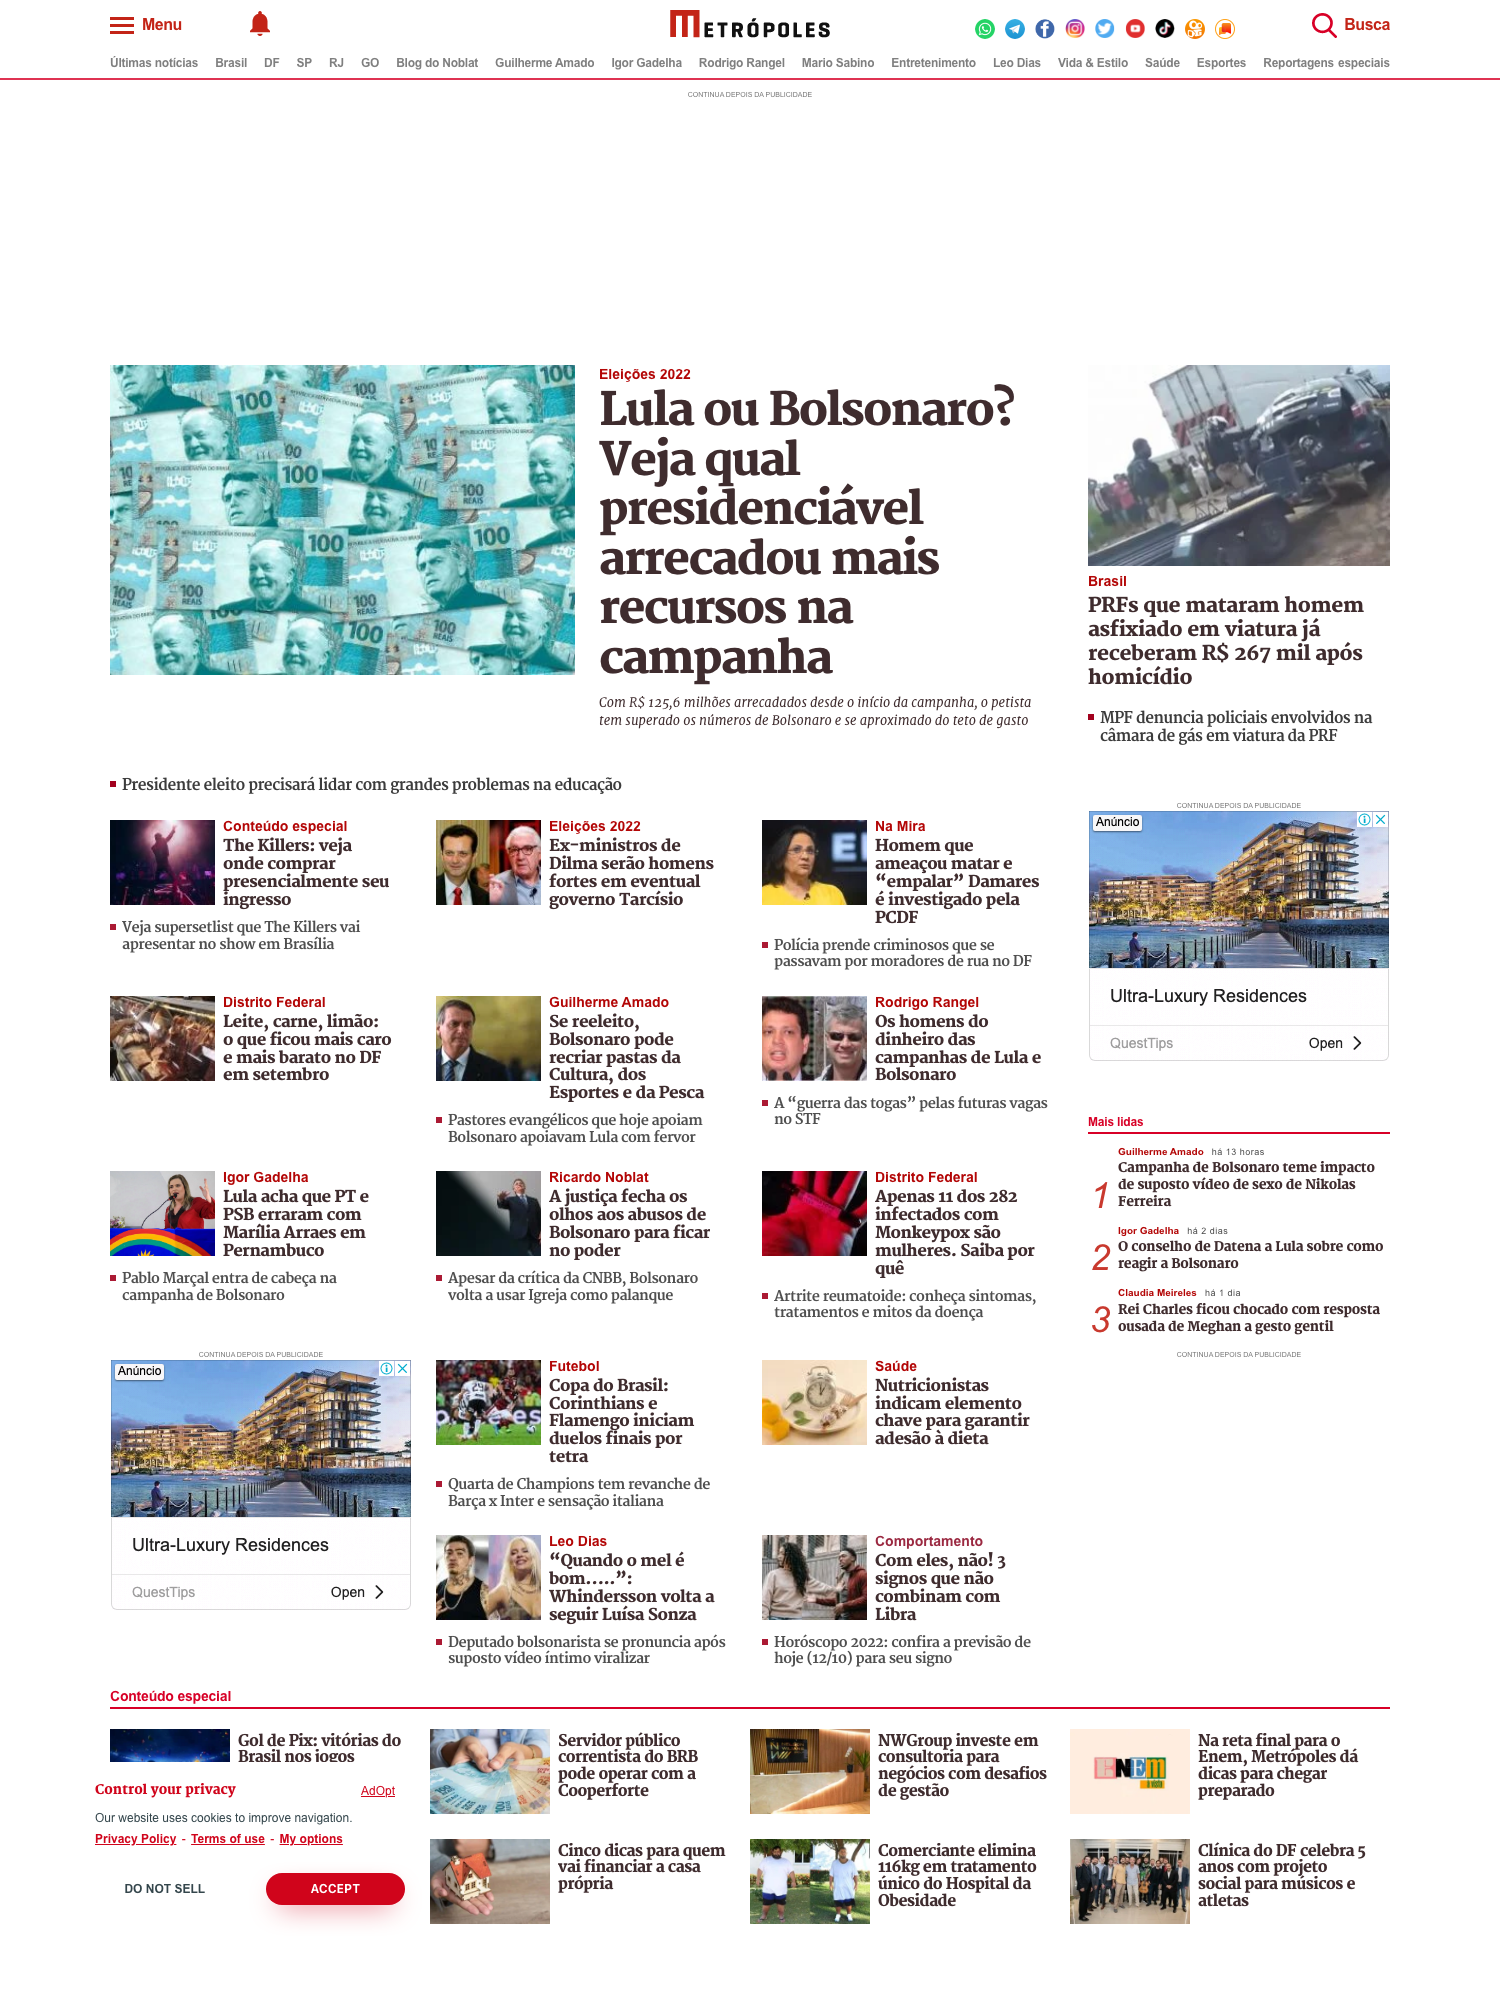 Menu
METRÓPOLES
Busca
Últimas notícias Brasil DF SP RJ GO Blog do Noblat Guilherme Amado Igor Gadelha Rodrigo Rangel Mario Sabino Entretenimento Leo Dias Vida & Estilo Saúde Esportes Reportagens especiais
CONTINUA DEPOIS DA PUBLICIDADE
Eleições 2022
Lula ou Bolsonaro?
Veja qual
presidenciável
arrecadou mais
recursos na
campanha
Com R$ 125,6 milhões arrecadados desde o início da campanha, o petista
tem superado os números de Bolsonaro e se aproximado do teto de gasto
Brasil
PRFs que mataram homem
asfixiado em viatura já
receberam R$ 267 mil após
homicídio
MPF denuncia policiais envolvidos na
câmara de gás em viatura da PRF
Presidente eleito precisará lidar com grandes problemas na educação
Conteúdo especial
The Killers: veja
onde comprar
presencialmente seu
ingresso
Veja supersetlist que The Killers vai
apresentar no show em Brasília
Eleições 2022
Ex-ministros de
Dilma serão homens
fortes em eventual
governo Tarcísio
Na Mira
Homem que
ameaçou matar e
“empalar” Damares
é investigado pela
PCDF
Polícia prende criminosos que se
passavam por moradores de rua no DF
CONTINUA DEPOIS DA PUBLICIDADE
Anúncio
Ultra-Luxury Residences
QuestTips
Open
Distrito Federal
Leite, carne, limão:
o que ficou mais caro
e mais barato no DF
em setembro
Guilherme Amado
Se reeleito,
Bolsonaro pode
recriar pastas da
Cultura, dos
Esportes e da Pesca
Pastores evangélicos que hoje apoiam
Bolsonaro apoiavam Lula com fervor
Rodrigo Rangel
Os homens do
dinheiro das
campanhas de Lula e
Bolsonaro
A “guerra das togas” pelas futuras vagas
no STF
Mais lidas
Guilherme Amado há 13 horas
1
Campanha de Bolsonaro teme impacto
de suposto vídeo de sexo de Nikolas
Ferreira
Igor Gadelha há 2 dias
2
O conselho de Datena a Lula sobre como
reagir a Bolsonaro
Claudia Meireles há 1 dia
3
Rei Charles ficou chocado com resposta
ousada de Meghan a gesto gentil
CONTINUA DEPOIS DA PUBLICIDADE
Igor Gadelha
Lula acha que PT e
PSB erraram com
Marília Arraes em
Pernambuco
Pablo Marçal entra de cabeça na
campanha de Bolsonaro
Ricardo Noblat
A justiça fecha os
olhos aos abusos de
Bolsonaro para ficar
no poder
Apesar da crítica da CNBB, Bolsonaro
volta a usar Igreja como palanque
Distrito Federal
Apenas 11 dos 282
infectados com
Monkeypox são
mulheres. Saiba por
quê
Artrite reumatoide: conheça sintomas,
tratamentos e mitos da doença
CONTINUA DEPOIS DA PUBLICIDADE
Anúncio
Ultra-Luxury Residences
QuestTips
Open
Futebol
Copa do Brasil:
Corinthians e
Flamengo iniciam
duelos finais por
tetra
Quarta de Champions tem revanche de
Barça x Inter e sensação italiana
Saúde
Nutricionistas
indicam elemento
chave para garantir
adesão à dieta
Leo Dias
“Quando o mel é
bom.....”:
Whindersson volta a
seguir Luísa Sonza
Deputado bolsonarista se pronuncia após
suposto vídeo íntimo viralizar
Comportamento
Com eles, não! 3
signos que não
combinam com
Libra
Horóscopo 2022: confira a previsão de
hoje (12/10) para seu signo
Conteúdo especial
Gol de Pix: vitórias do
Brasil nos jogos
Servidor público
correntista do BRB
pode operar com a
Cooperforte
NWGroup investe em
consultoria para
negócios com desafios
de gestão
ENEM
Na reta final para o
Enem, Metrópoles dá
dicas para chegar
preparado
Control your privacy
AdOpt
Our website uses cookies to improve navigation.
Privacy Policy - Terms of use - My options
DO NOT SELL
ACCEPT
Cinco dicas para quem
vai financiar a casa
própria
Comerciante elimina
116kg em tratamento
único do Hospital da
Obesidade
Clínica do DF celebra 5
anos com projeto
social para músicos e
atletas